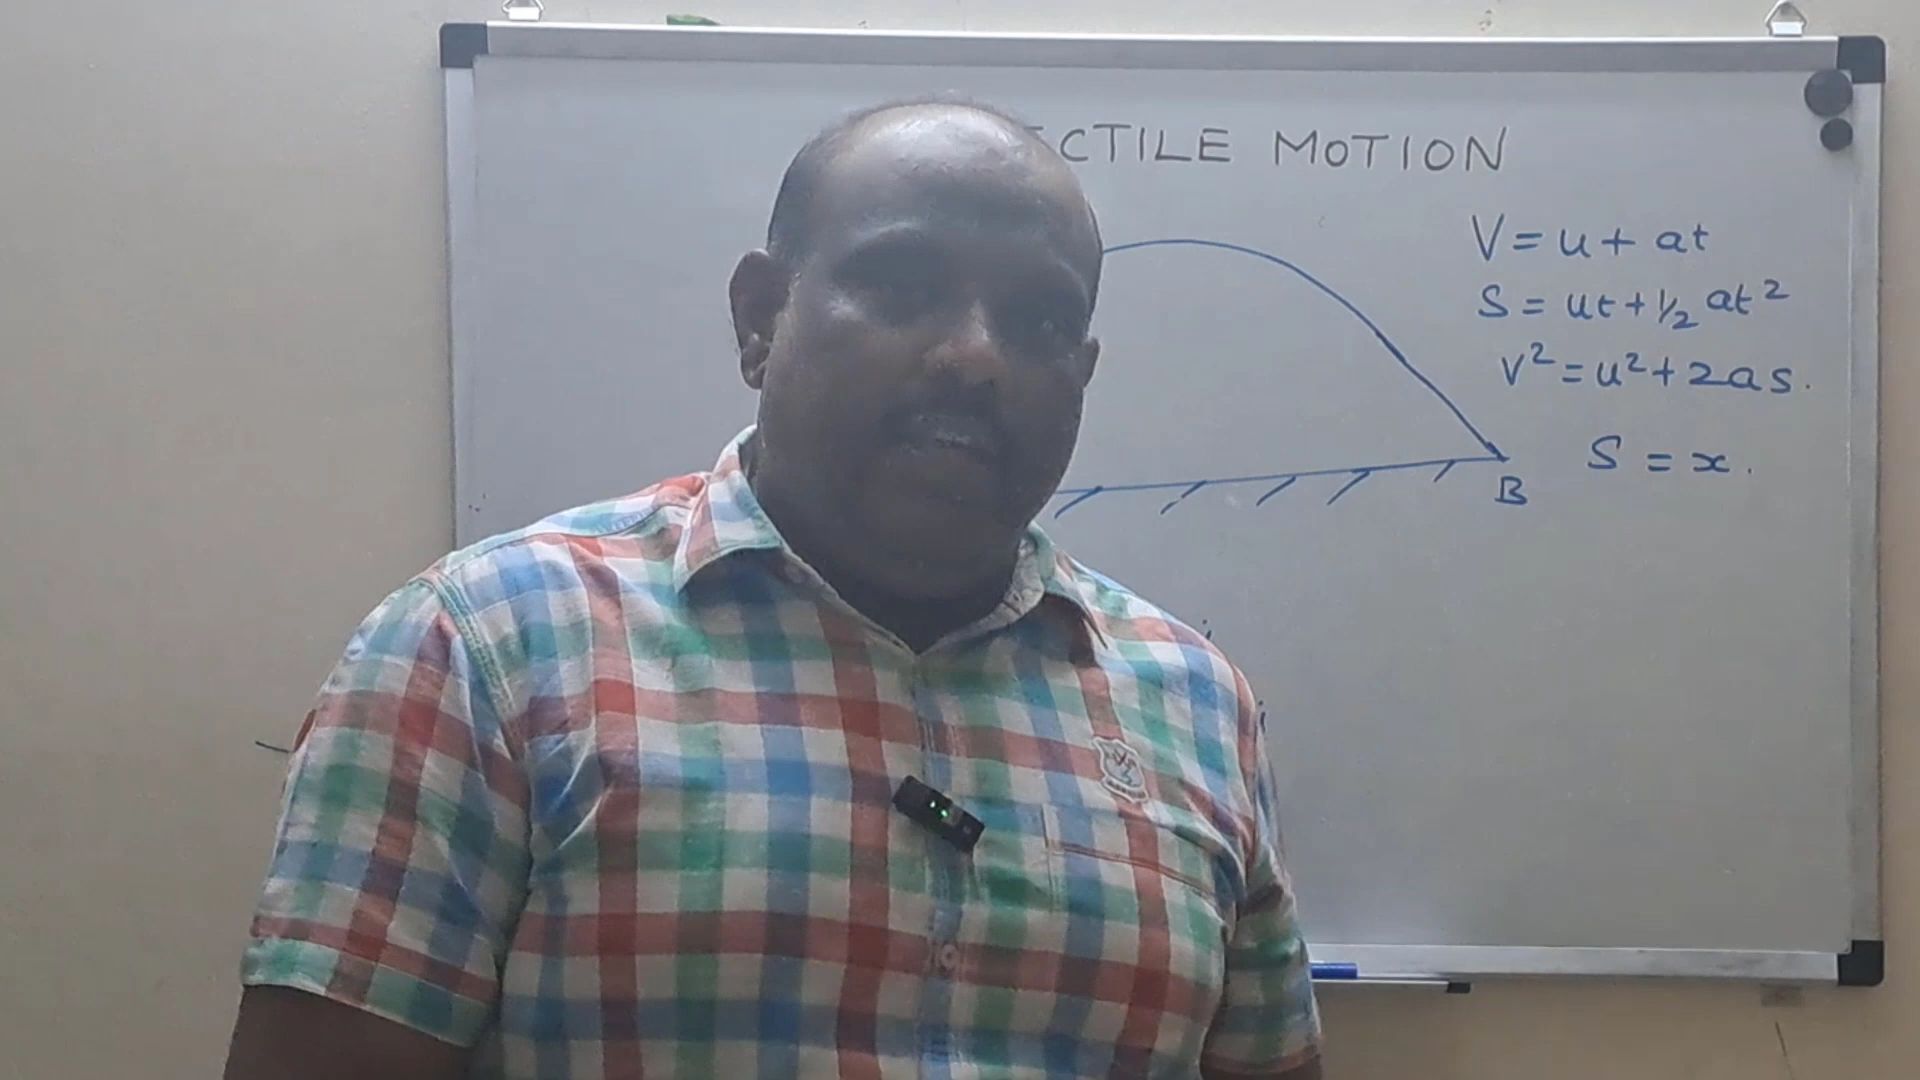 ECTILE MOTION
V = u + at
S = ut + 1/2 at²
v² = u² + 2as.
S = x.
B